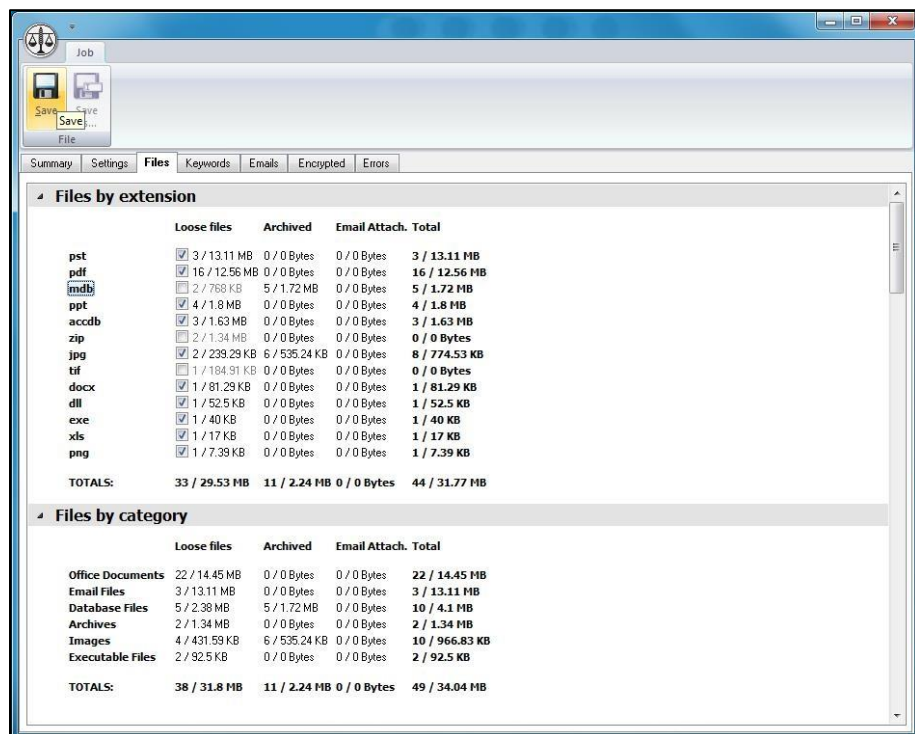 Job
Save
Save
Save
File
Summary Settings Files Keywords Emails Encrypted Errors
Files by extension
Loose files Archived Email Attach. Total
pst 3 / 13.11 MB 0 / 0 Bytes 0 / 0 Bytes 3 / 13.11 MB
pdf 16 / 12.56 MB 0 / 0 Bytes 0 / 0 Bytes 16 / 12.56 MB
mdb 2 / 768 KB 5 / 1.72 MB 0 / 0 Bytes 5 / 1.72 MB
ppt 4 / 1.8 MB 0 / 0 Bytes 0 / 0 Bytes 4 / 1.8 MB
accdb 3 / 1.63 MB 0 / 0 Bytes 0 / 0 Bytes 3 / 1.63 MB
zip 2 / 1.34 MB 0 / 0 Bytes 0 / 0 Bytes 0 / 0 Bytes
jpg 2 / 239.29 KB 6 / 535.24 KB 0 / 0 Bytes 8 / 774.53 KB
tif 1 / 184.91 KB 0 / 0 Bytes 0 / 0 Bytes 0 / 0 Bytes
docx 1 / 81.29 KB 0 / 0 Bytes 0 / 0 Bytes 1 / 81.29 KB
dll 1 / 52.5 KB 0 / 0 Bytes 0 / 0 Bytes 1 / 52.5 KB
exe 1 / 40 KB 0 / 0 Bytes 0 / 0 Bytes 1 / 40 KB
xls 1 / 17 KB 0 / 0 Bytes 0 / 0 Bytes 1 / 17 KB
png 1 / 7.39 KB 0 / 0 Bytes 0 / 0 Bytes 1 / 7.39 KB
TOTALS: 33 / 29.53 MB 11 / 2.24 MB 0 / 0 Bytes 44 / 31.77 MB
Files by category
Loose files Archived Email Attach. Total
Office Documents 22 / 14.45 MB 0 / 0 Bytes 0 / 0 Bytes 22 / 14.45 MB
Email Files 3 / 13.11 MB 0 / 0 Bytes 0 / 0 Bytes 3 / 13.11 MB
Database Files 5 / 2.38 MB 5 / 1.72 MB 0 / 0 Bytes 10 / 4.1 MB
Archives 2 / 1.34 MB 0 / 0 Bytes 0 / 0 Bytes 2 / 1.34 MB
Images 4 / 431.59 KB 6 / 535.24 KB 0 / 0 Bytes 10 / 966.83 KB
Executable Files 2 / 92.5 KB 0 / 0 Bytes 0 / 0 Bytes 2 / 92.5 KB
TOTALS: 38 / 31.8 MB 11 / 2.24 MB 0 / 0 Bytes 49 / 34.04 MB